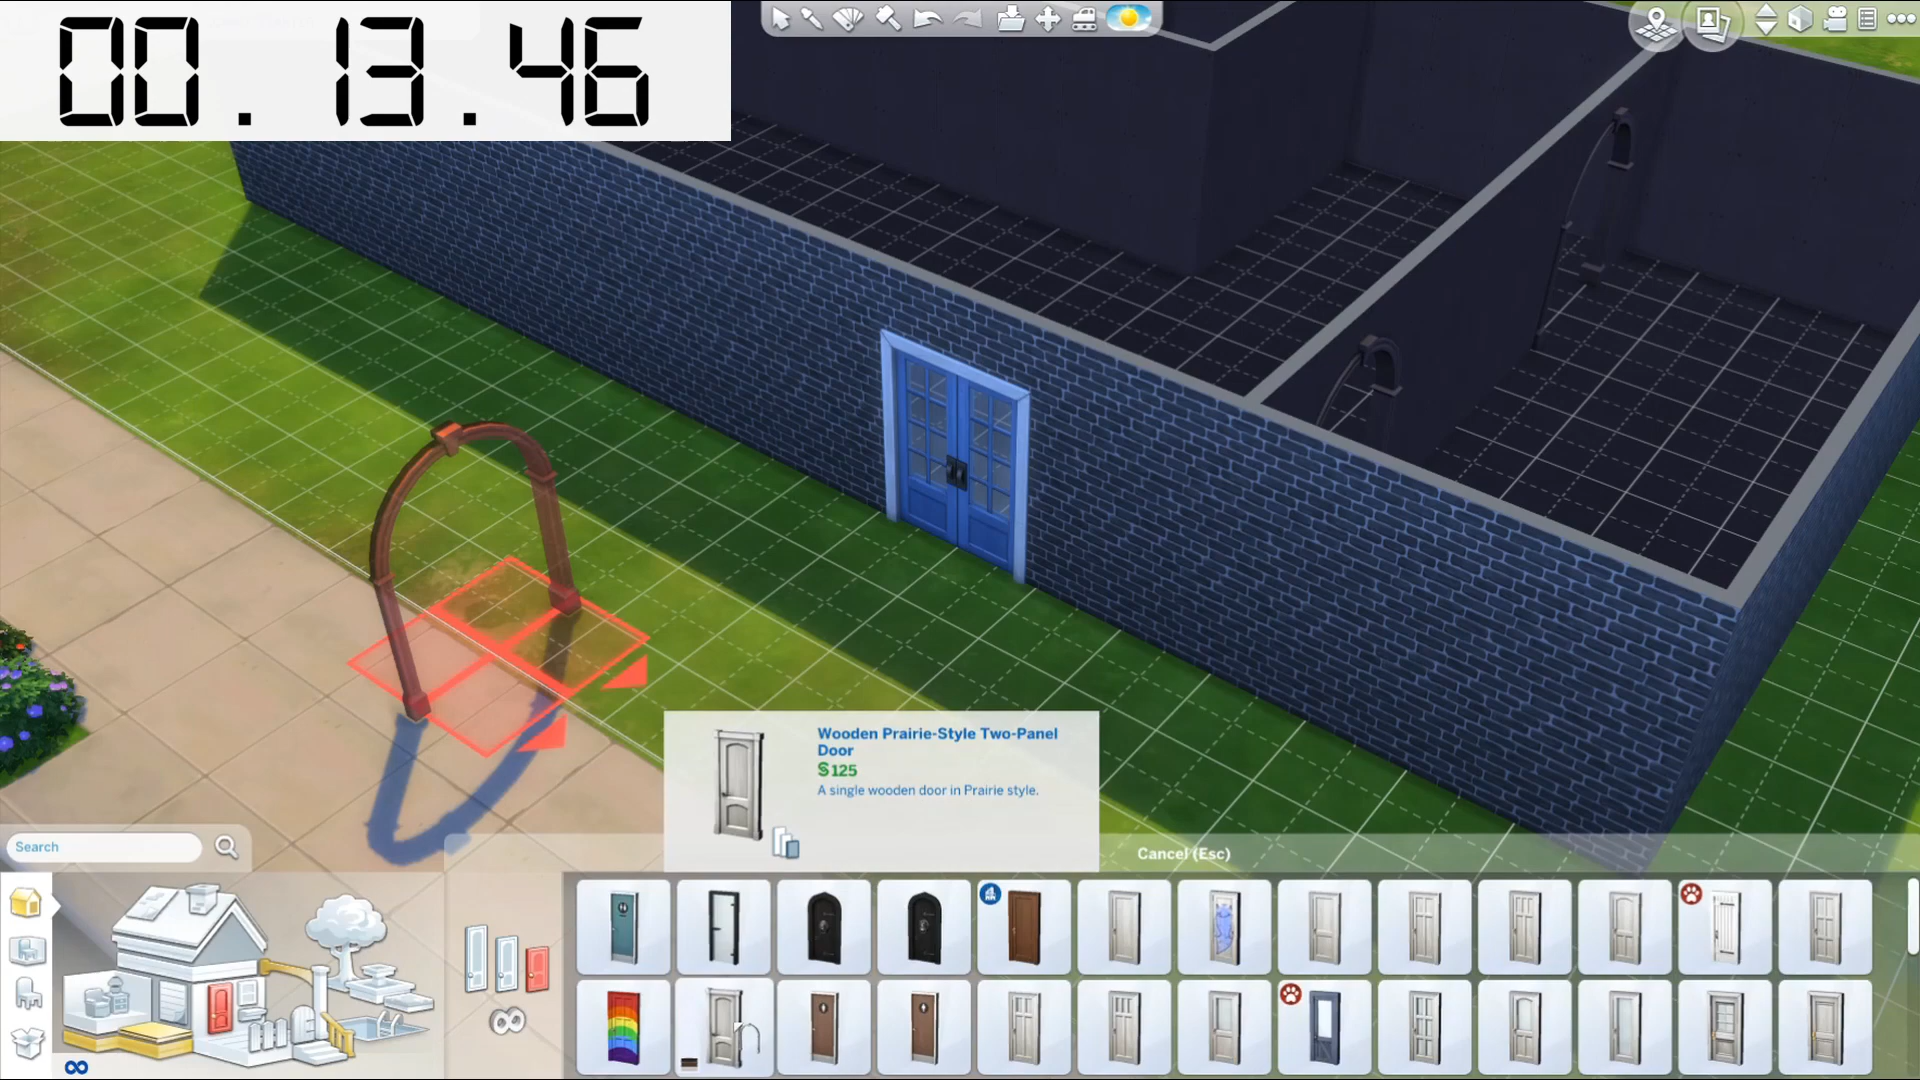 00.13.46
Wooden Prairie-Style Two-Panel
Door
§125
A single wooden door in Prairie style.
Search
Cancel (Esc)